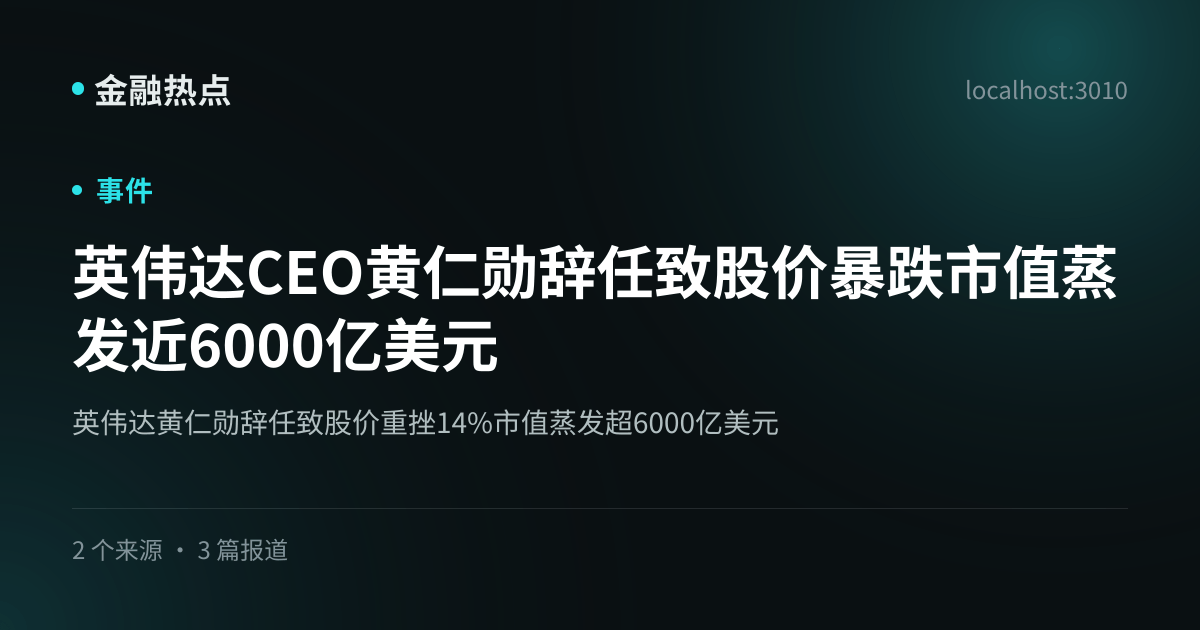 金融热点
localhost:3010
事件
英伟达CEO黄仁勋辞任致股价暴跌市值蒸
发近6000亿美元
英伟达黄仁勋辞任致股价重挫14%市值蒸发超6000亿美元
2 个来源 · 3 篇报道